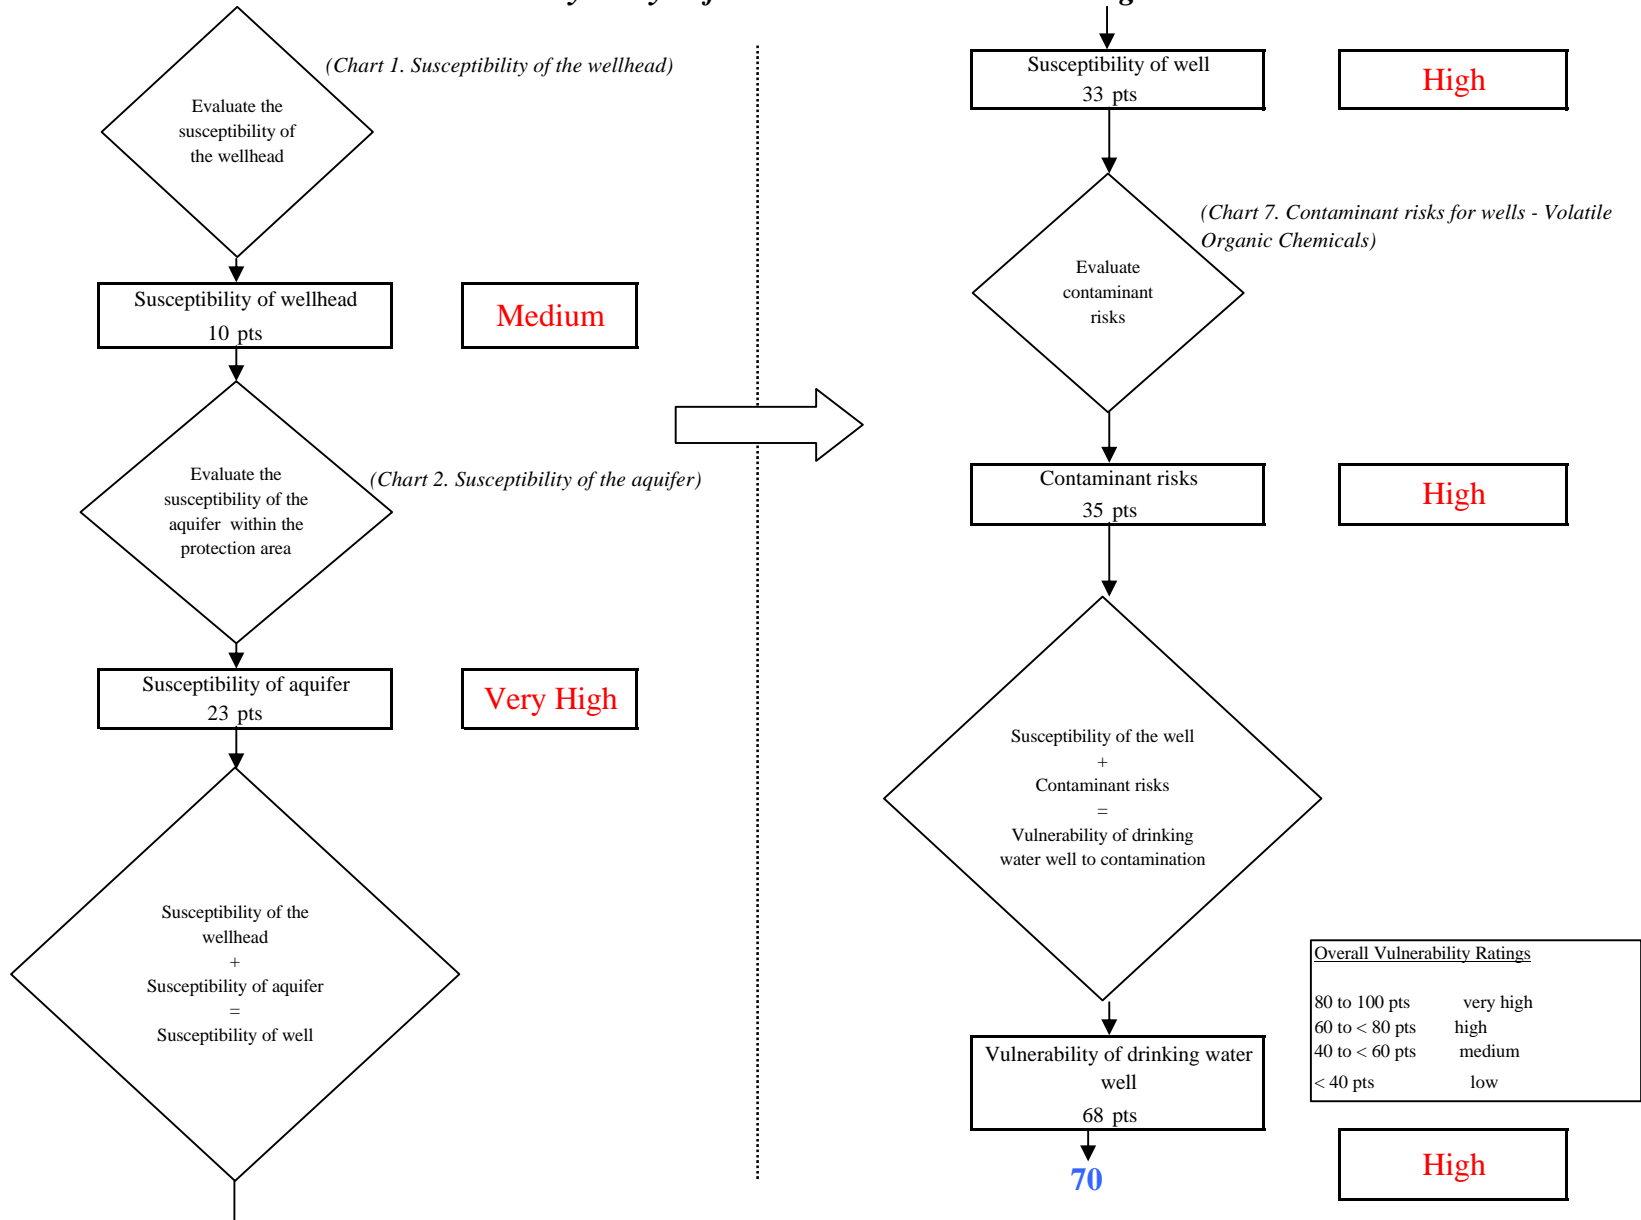 (Chart 1. Susceptibility of the wellhead)
Evaluate the
susceptibility of
the wellhead
Susceptibility of wellhead
10 pts
Medium
Evaluate the
susceptibility of the
aquifer within the
protection area
(Chart 2. Susceptibility of the aquifer)
Susceptibility of aquifer
23 pts
Very High
Susceptibility of the
wellhead
+
Susceptibility of aquifer
=
Susceptibility of well
Susceptibility of well
33 pts
High
(Chart 7. Contaminant risks for wells - Volatile
Organic Chemicals)
Evaluate
contaminant
risks
Contaminant risks
35 pts
High
Susceptibility of the well
+
Contaminant risks
=
Vulnerability of drinking
water well to contamination
Overall Vulnerability Ratings
80 to 100 pts very high
60 to < 80 pts high
40 to < 60 pts medium
< 40 pts low
Vulnerability of drinking water
well
68 pts
70
High